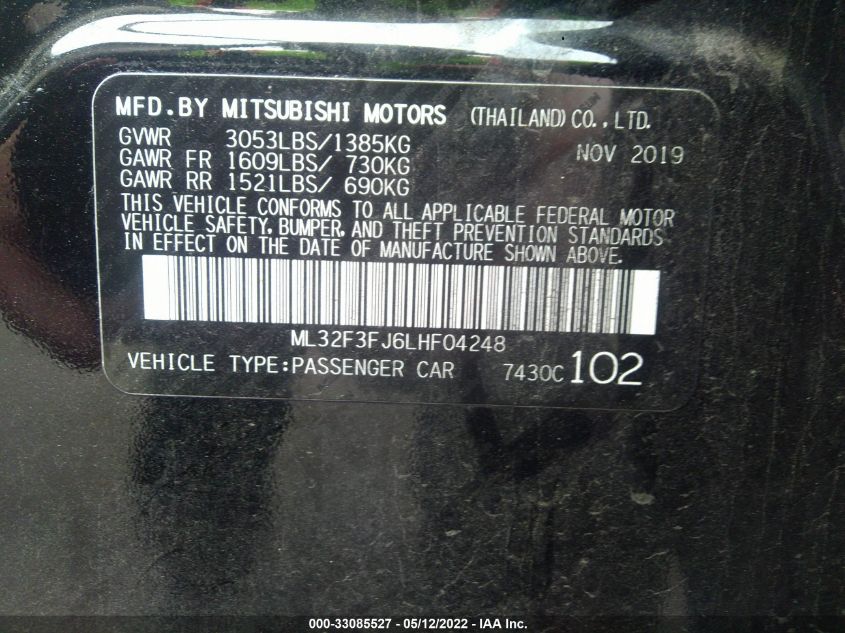 MFD.BY MITSUBISHI MOTORS (THAILAND) CO., LTD.
GVWR 3053LBS/1385KG NOV 2019
GAWR FR 1609LBS/ 730KG
GAWR RR 1521LBS/ 690KG
THIS VEHICLE CONFORMS TO ALL APPLICABLE FEDERAL MOTOR
VEHICLE SAFETY, BUMPER, AND THEFT PREVENTION STANDARDS
IN EFFECT ON THE DATE OF MANUFACTURE SHOWN ABOVE.
ML32F3FJ6LHF04248
VEHICLE TYPE:PASSENGER CAR 7430C 102
000-33085527 - 05/12/2022 - IAA Inc.